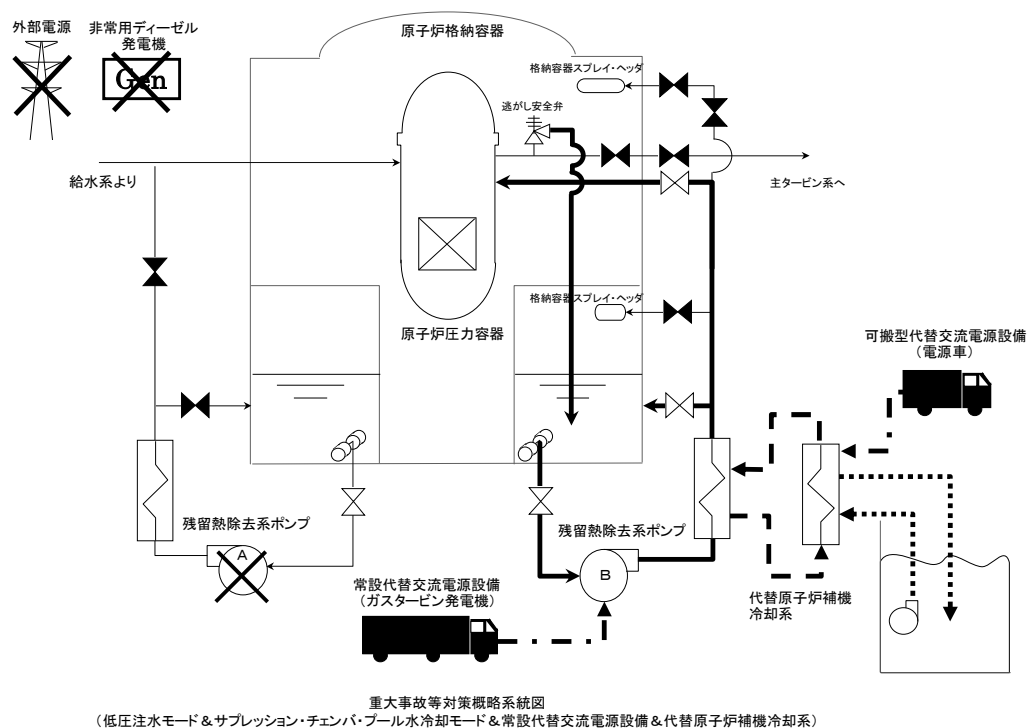 外部電源
非常用ディーゼル
発電機
Gen
原子炉格納容器
格納容器スプレイ・ヘッダ
逃がし安全弁
給水系より
主タービン系へ
格納容器スプレイ・ヘッダ
原子炉圧力容器
可搬型代替交流電源設備
（電源車）
残留熱除去系ポンプ
A
残留熱除去系ポンプ
B
常設代替交流電源設備
（ガスタービン発電機）
代替原子炉補機
冷却系
重大事故等対策概略系統図
（低圧注水モード＆サプレッション・チェンバ・プール水冷却モード＆常設代替交流電源設備＆代替原子炉補機冷却系）